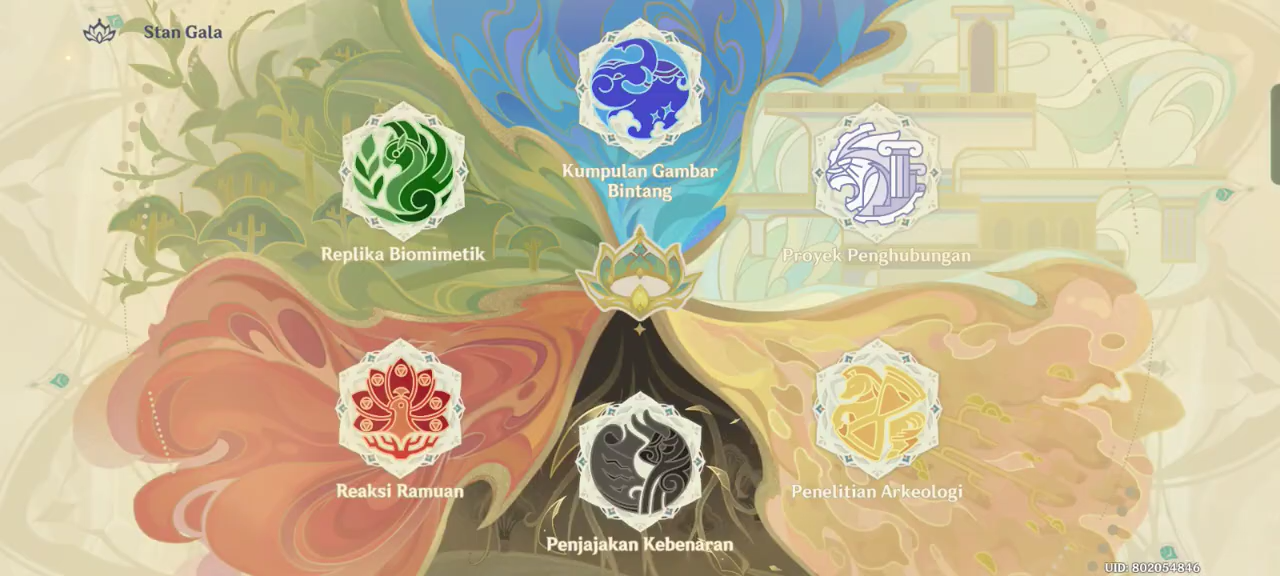 Stan Gala
Kumpulan Gambar
Bintang
Replika Biomimetik
Proyek Penghubungan
Reaksi Ramuan
Penelitian Arkeologi
Penjajakan Kebenaran
UID: 802054846